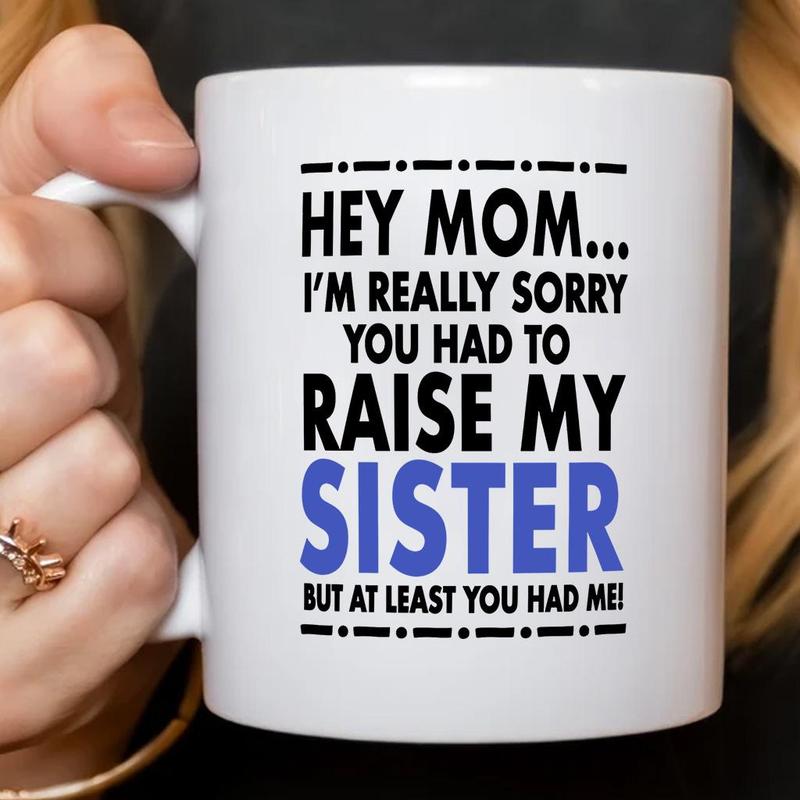 HEY MOM...
I'M REALLY SORRY
YOU HAD TO
RAISE MY
SISTER
BUT AT LEAST YOU HAD ME!